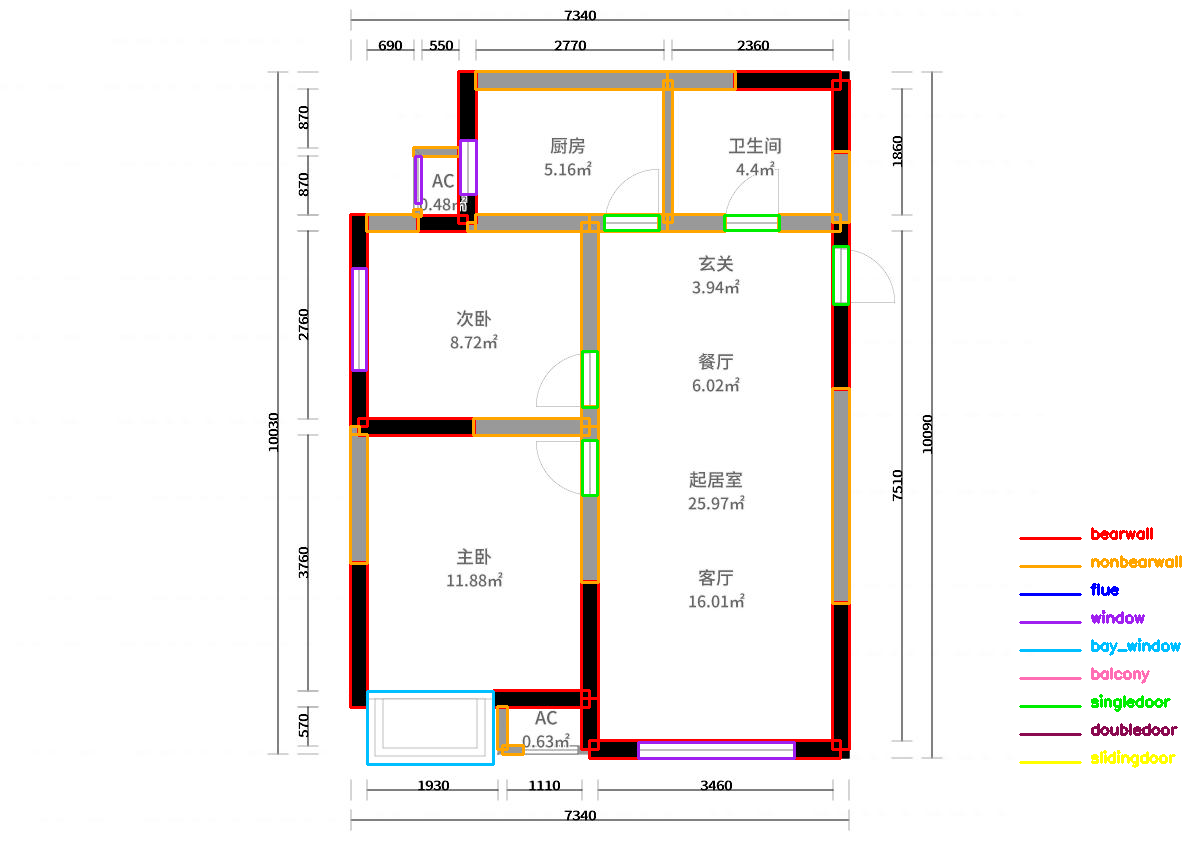 7340
690
550
2770
2360
870
870
2760
10030
3760
570
1860
7510
10090
厨房
5.16㎡
卫生间
4.4㎡
AC
0.48㎡
玄关
3.94㎡
次卧
8.72㎡
餐厅
6.02㎡
起居室
25.97㎡
主卧
11.88㎡
客厅
16.01㎡
AC
0.63㎡
bearwall
nonbearwall
flue
window
bay_window
balcony
singledoor
doubledoor
slidingdoor
1930
1110
3460
7340